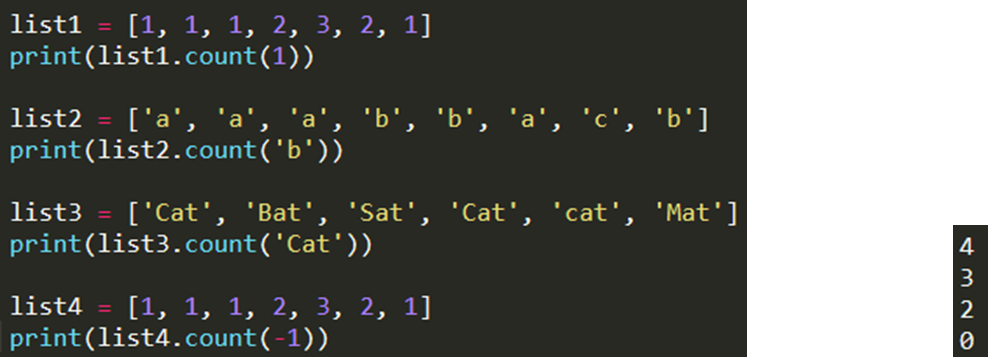 list1 = [1, 1, 1, 2, 3, 2, 1]
print(list1.count(1))
list2 = ['a', 'a', 'a', 'b', 'b', 'a', 'c', 'b']
print(list2.count('b'))
list3 = ['Cat', 'Bat', 'Sat', 'Cat', 'cat', 'Mat']
print(list3.count('Cat'))
list4 = [1, 1, 1, 2, 3, 2, 1]
print(list4.count(-1))
4
3
2
0